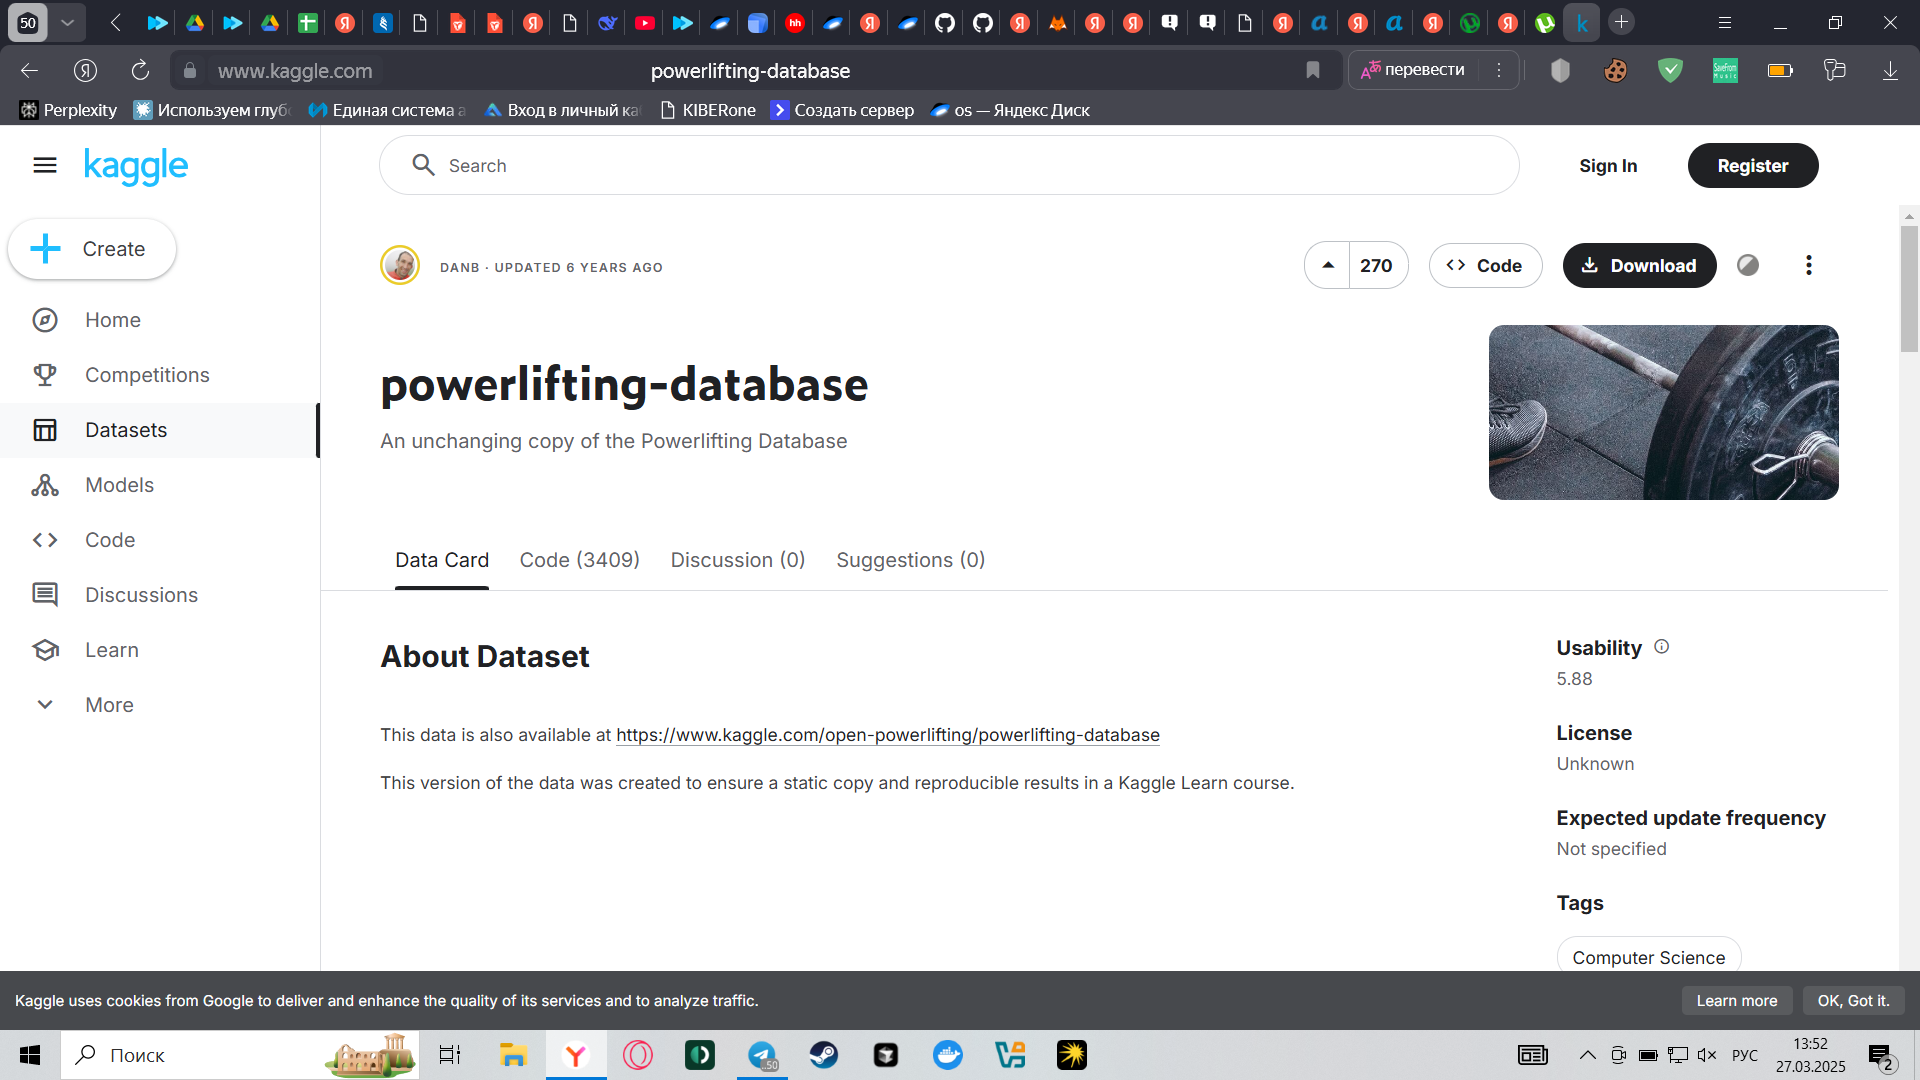 50
www.kaggle.com
powerlifting-database
перевести
Perplexity
Используем глуб
Единая система а
Вход в личный ка
KIBERone
Создать сервер
os — Яндекс Диск
kaggle
Search
Sign In
Register
Create
DANB · UPDATED 6 YEARS AGO
270
Code
Download
Home
Competitions
Datasets
Models
Code
Discussions
Learn
More
powerlifting-database
An unchanging copy of the Powerlifting Database
Data Card
Code (3409)
Discussion (0)
Suggestions (0)
About Dataset
This data is also available at https://www.kaggle.com/open-powerlifting/powerlifting-database
This version of the data was created to ensure a static copy and reproducible results in a Kaggle Learn course.
Usability
5.88
License
Unknown
Expected update frequency
Not specified
Tags
Computer Science
Kaggle uses cookies from Google to deliver and enhance the quality of its services and to analyze traffic.
Learn more
OK, Got it.
Поиск
РУС
13:52
27.03.2025
2